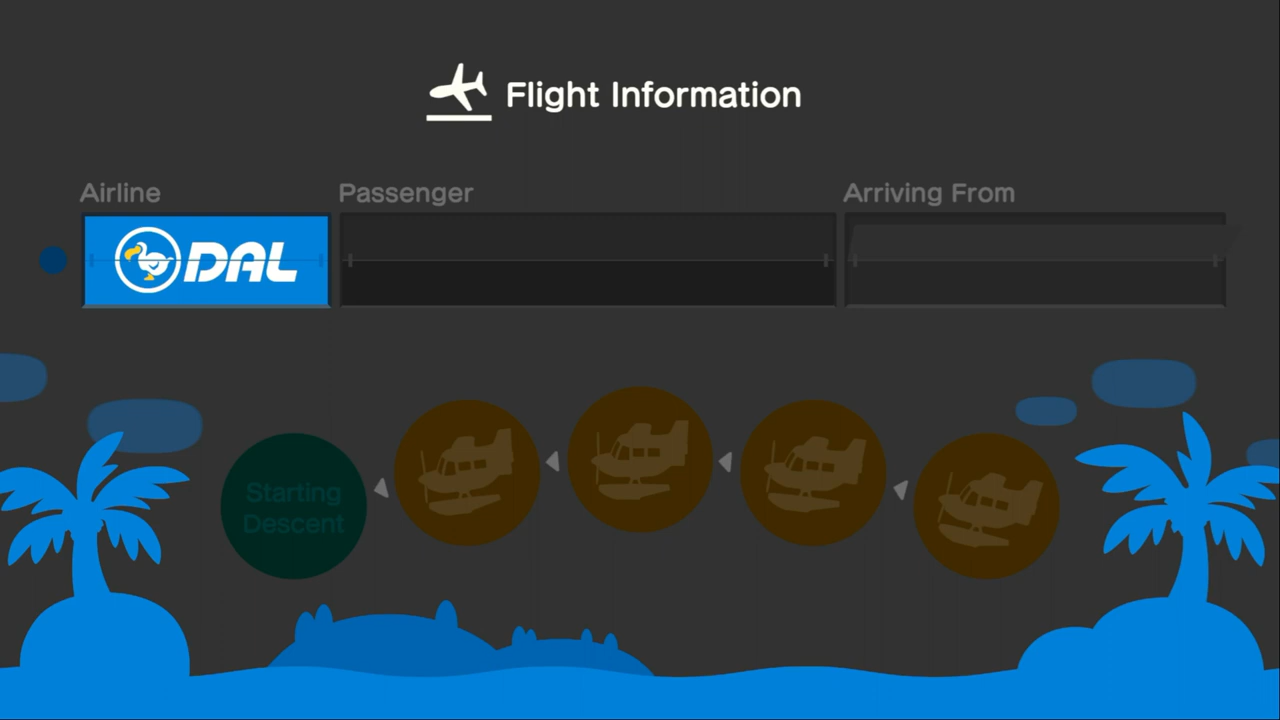 Flight Information
Airline Passenger Arriving From
DAL
Starting
Descent